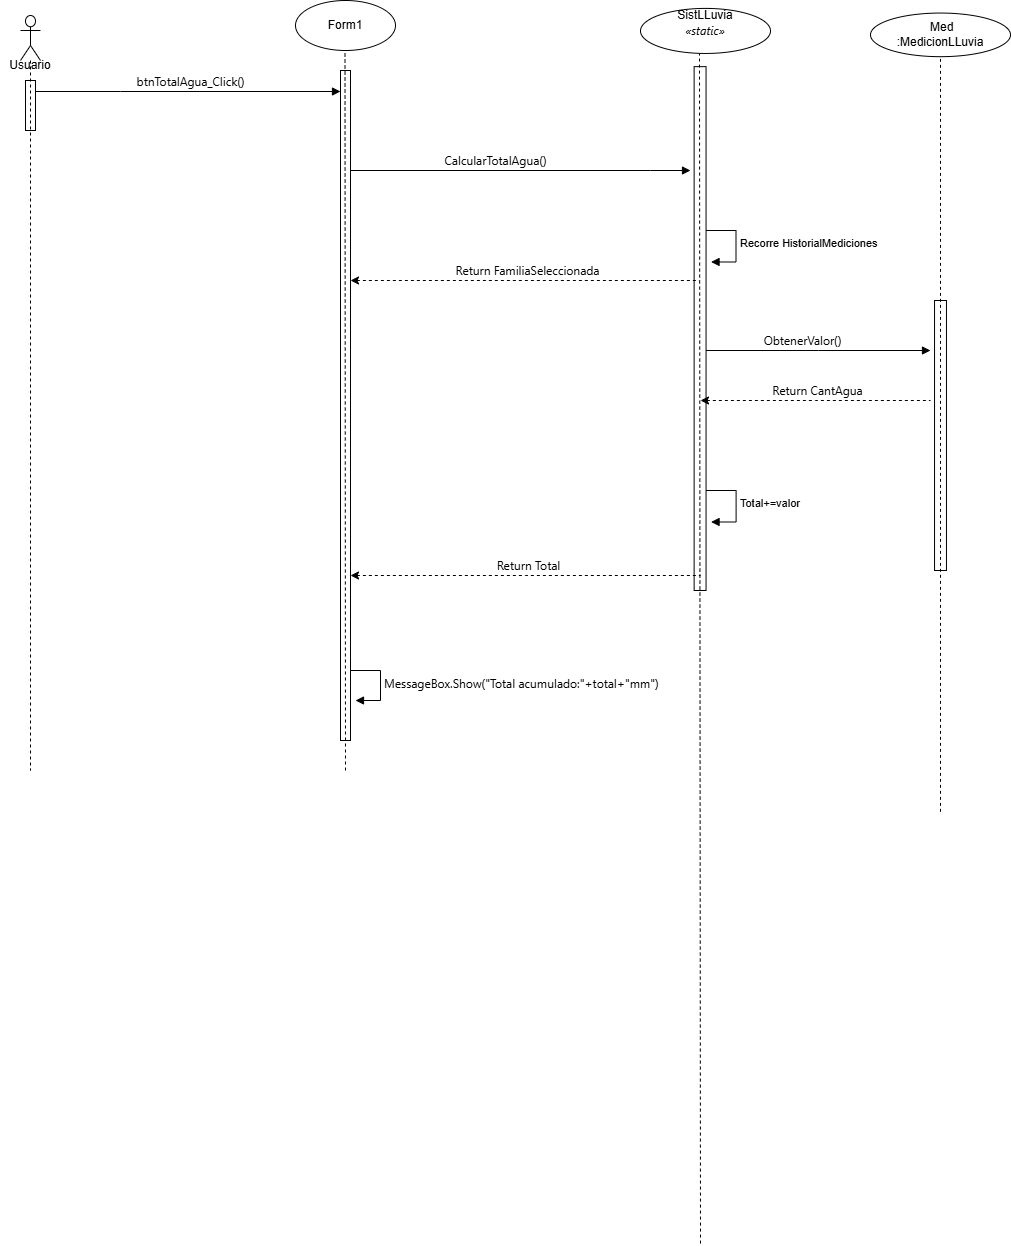 Usuario
Form1
SistLLuvia
«static»
Med
:MedicionLLuvia
btnTotalAgua_Click()
CalcularTotalAgua()
Recorre HistorialMediciones
Return FamiliaSeleccionada
ObtenerValor()
Return CantAgua
Total+=valor
Return Total
MessageBox.Show("Total acumulado:"+total+"mm")